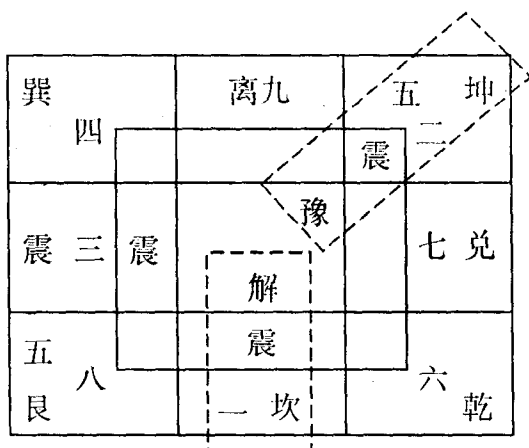 巽 四
离九
五 二 坤
震
豫
震 三 震
七 兑
解
震
五 八 艮
一 坎
六 乾